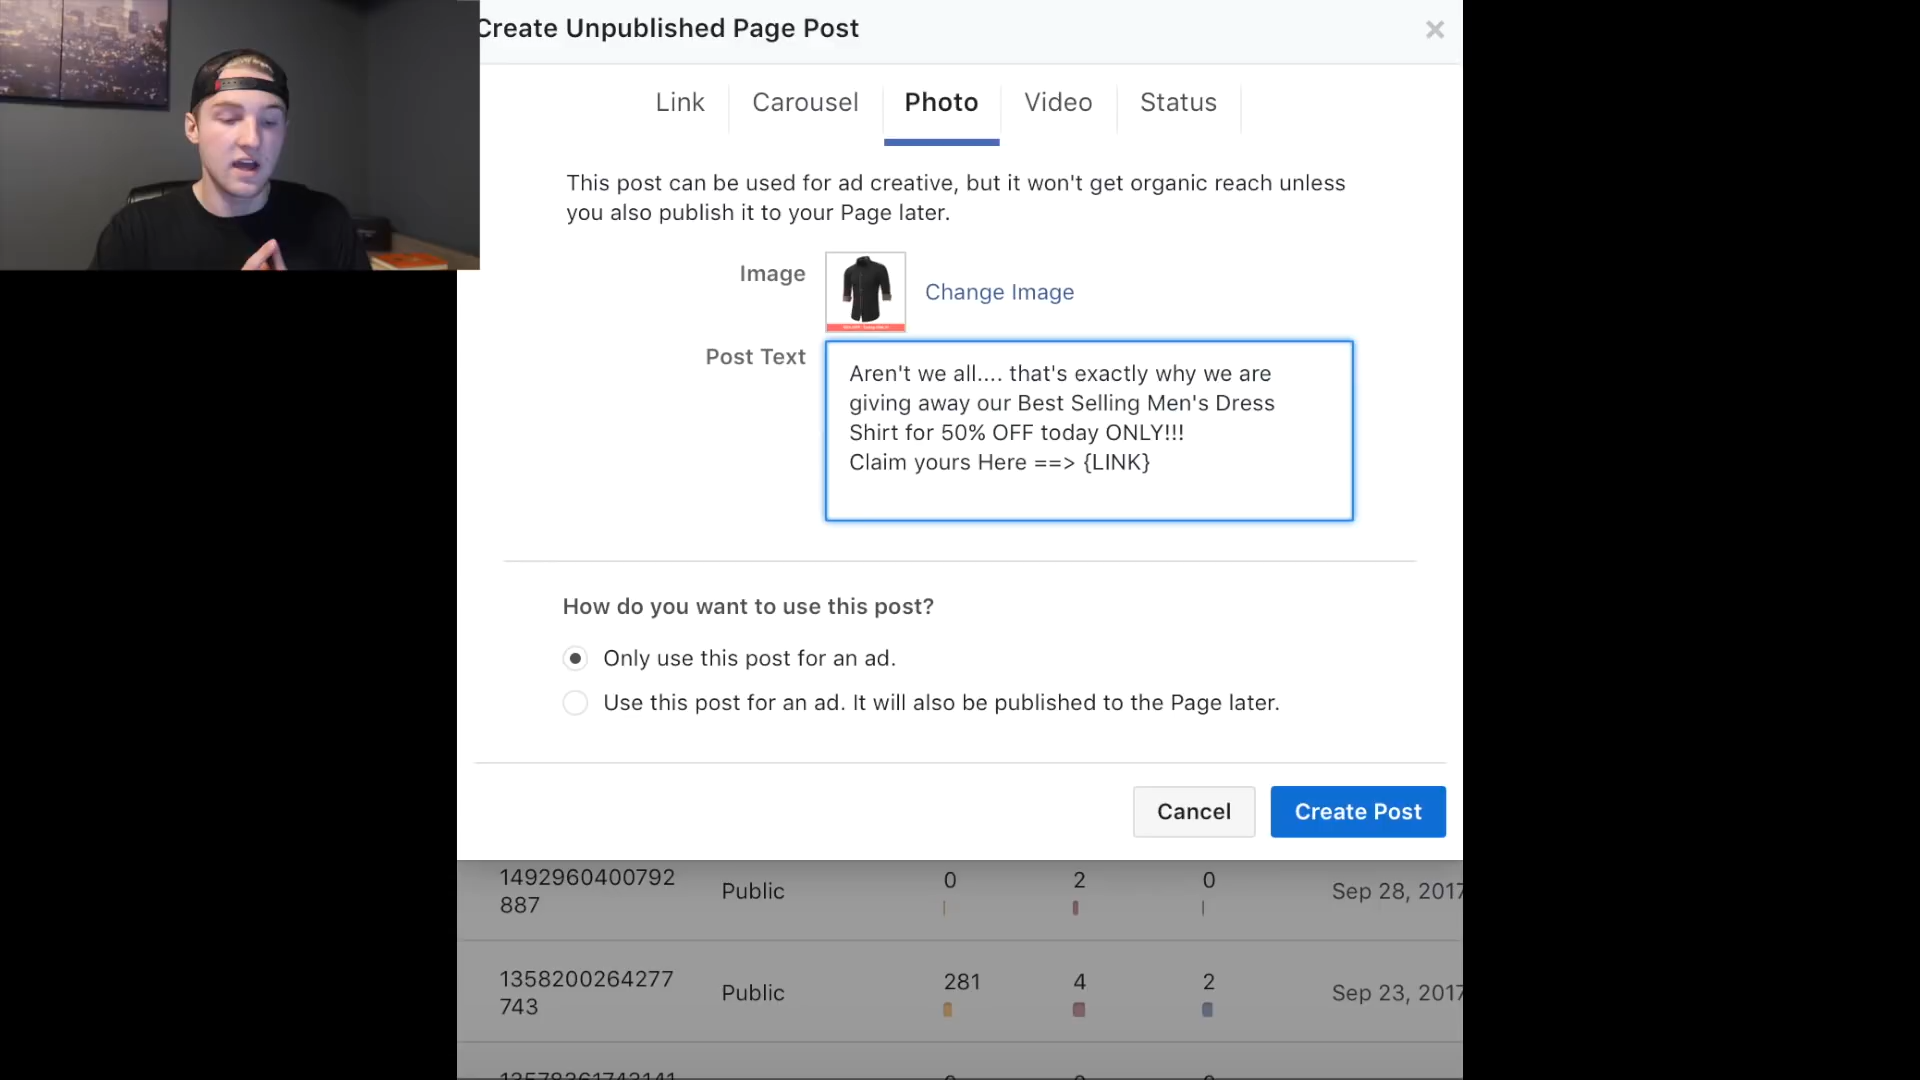 Create Unpublished Page Post
Link
Carousel
Photo
Video
Status
This post can be used for ad creative, but it won't get organic reach unless
you also publish it to your Page later.
Image
Change Image
Post Text
Aren't we all.... that's exactly why we are
giving away our Best Selling Men's Dress
Shirt for 50% OFF today ONLY!!!
Claim yours Here ==> {LINK}
How do you want to use this post?
Only use this post for an ad.
Use this post for an ad. It will also be published to the Page later.
Cancel
Create Post
1492960400792
887
Public
0
2
0
Sep 28, 2017
1358200264277
743
Public
281
4
2
Sep 23, 2017